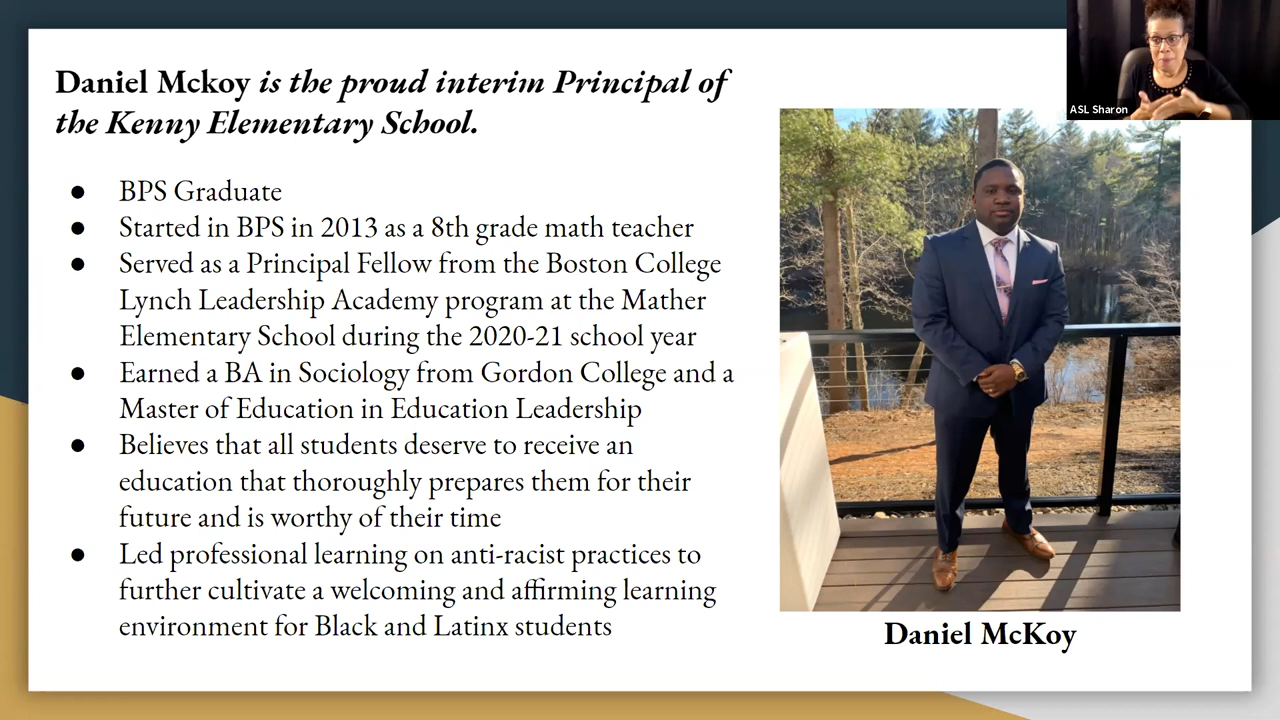 Daniel Mckoy is the proud interim Principal of
the Kenny Elementary School.
● BPS Graduate
● Started in BPS in 2013 as a 8th grade math teacher
● Served as a Principal Fellow from the Boston College
Lynch Leadership Academy program at the Mather
Elementary School during the 2020-21 school year
● Earned a BA in Sociology from Gordon College and a
Master of Education in Education Leadership
● Believes that all students deserve to receive an
education that thoroughly prepares them for their
future and is worthy of their time
● Led professional learning on anti-racist practices to
further cultivate a welcoming and affirming learning
environment for Black and Latinx students
Daniel McKoy
ASL Sharon